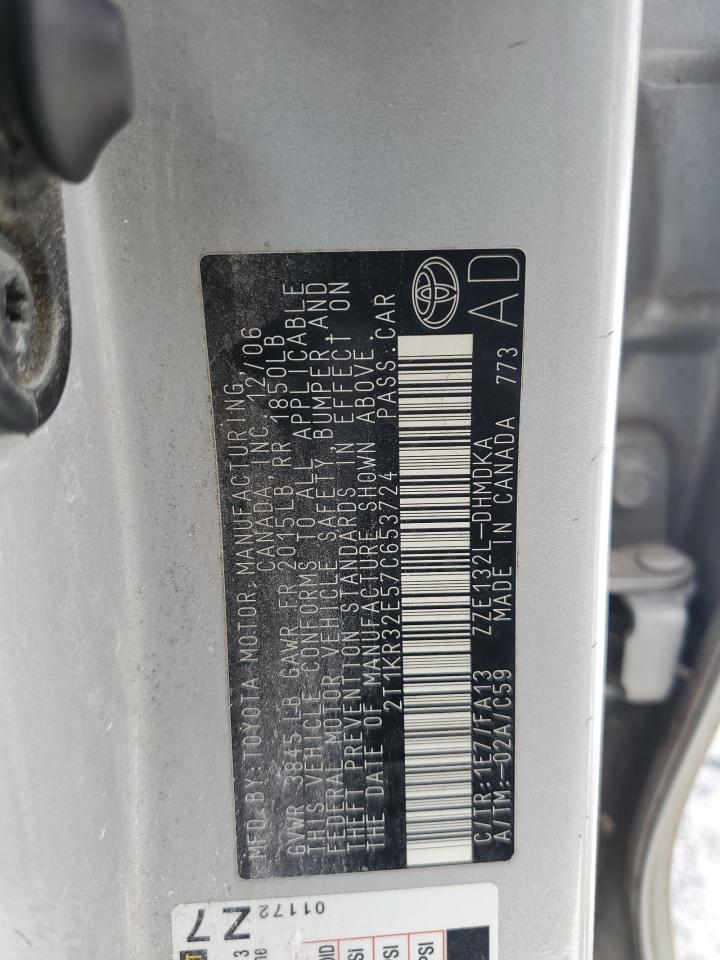 MFD.BY: TOYOTA MOTOR MANUFACTURING,
CANADA, INC. 12/06
GVWR 3845LB GAWR FR 2015LB RR 1850LB
THIS VEHICLE CONFORMS TO ALL APPLICABLE
FEDERAL MOTOR VEHICLE SAFETY, BUMPER, AND
THEFT PREVENTION STANDARDS IN EFFECT ON
THE DATE OF MANUFACTURE SHOWN ABOVE.
2T1KR32E57C653724 PASS.CAR
C/TR:1E7/FA13 ZZE132L-DHMDKA
A/TM:-02A/C59 MADE IN CANADA 773
AD
01172
Z7
PSI
PSI
PSI